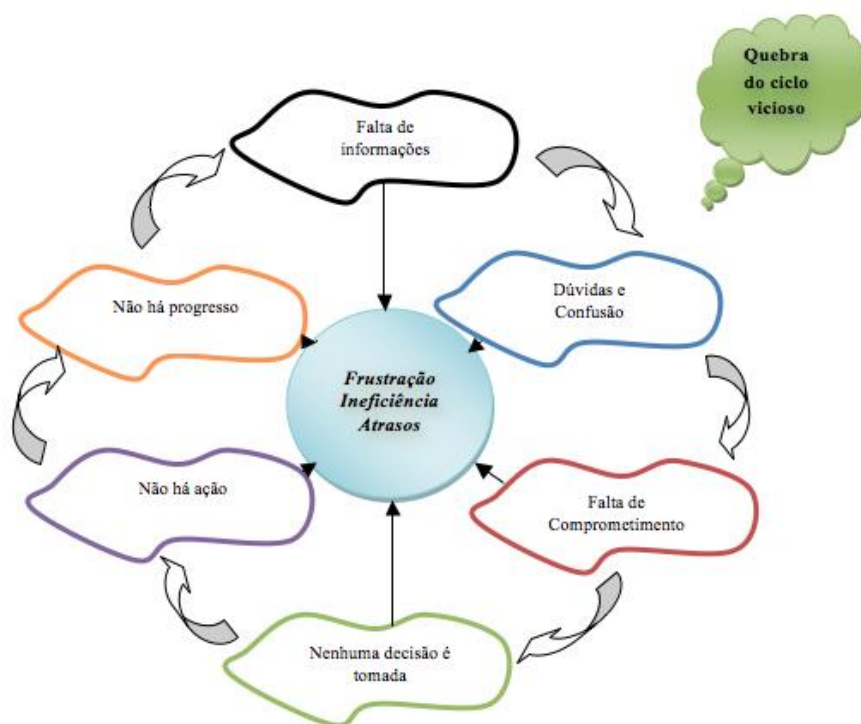 Quebra
do ciclo
vicioso
Falta de
informações
Dúvidas e
Confusão
Não há progresso
Frustração
Ineficiência
Atrasos
Não há ação
Falta de
Comprometimento
Nenhuma decisão é
tomada